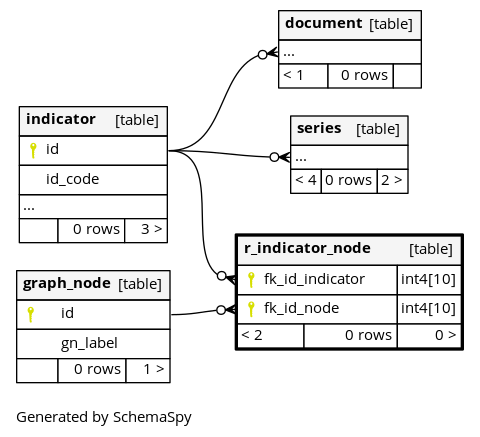 document [table]
...
< 1 0 rows
indicator [table]
id
id_code
...
0 rows 3 >
series [table]
...
< 4 0 rows 2 >
r_indicator_node [table]
fk_id_indicator int4[10]
fk_id_node int4[10]
< 2 0 rows 0 >
graph_node [table]
id
gn_label
0 rows 1 >
Generated by SchemaSpy